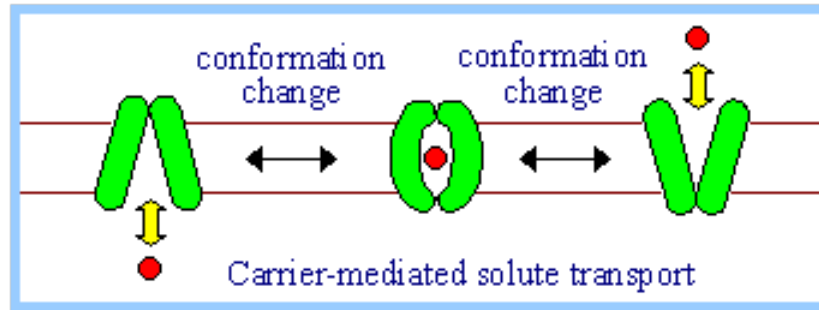 conformation
change
conformation
change
Carrier-mediated solute transport